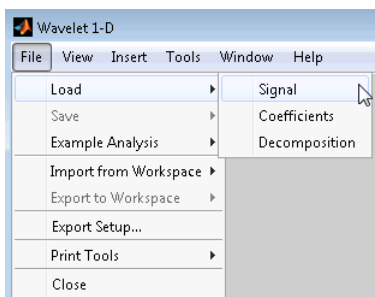 Wavelet 1-D
File View Insert Tools Window Help
Load Signal
Save Coefficients
Example Analysis Decomposition
Import from Workspace
Export to Workspace
Export Setup...
Print Tools
Close